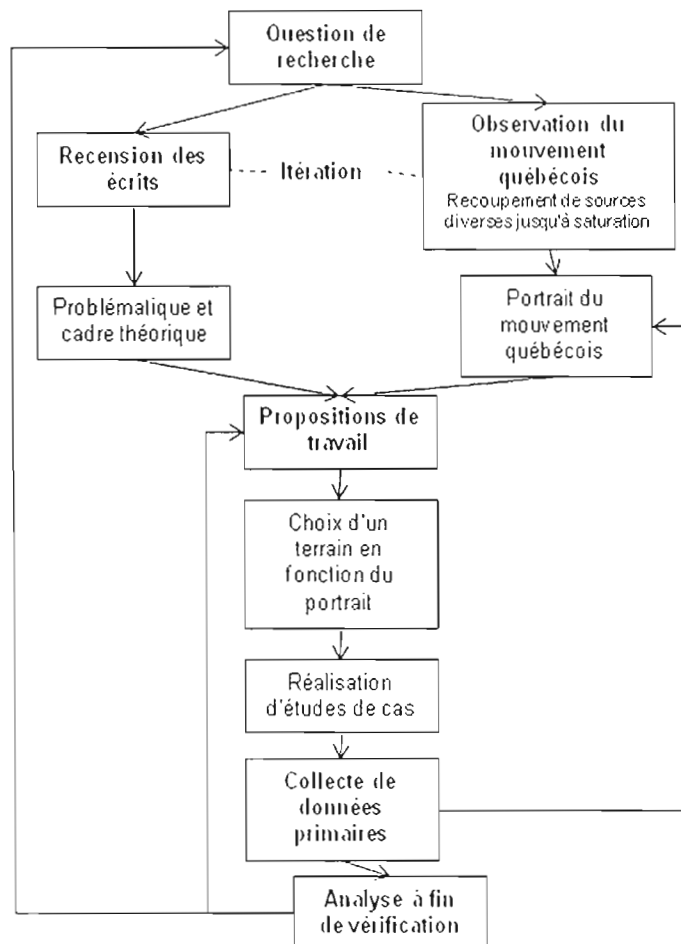 Question de
recherche
Recension des
écrits
Itération
Observation du
mouvement
québécois
Recoupement de sources
diverses jusqu'à saturation
Problématique et
cadre théorique
Portrait du
mouvement
québécois
Propositions de
travail
Choix d'un
terrain en
fonction du
portrait
Réalisation
d'études de cas
Collecte de
données
primaires
Analyse à fin
de vérification